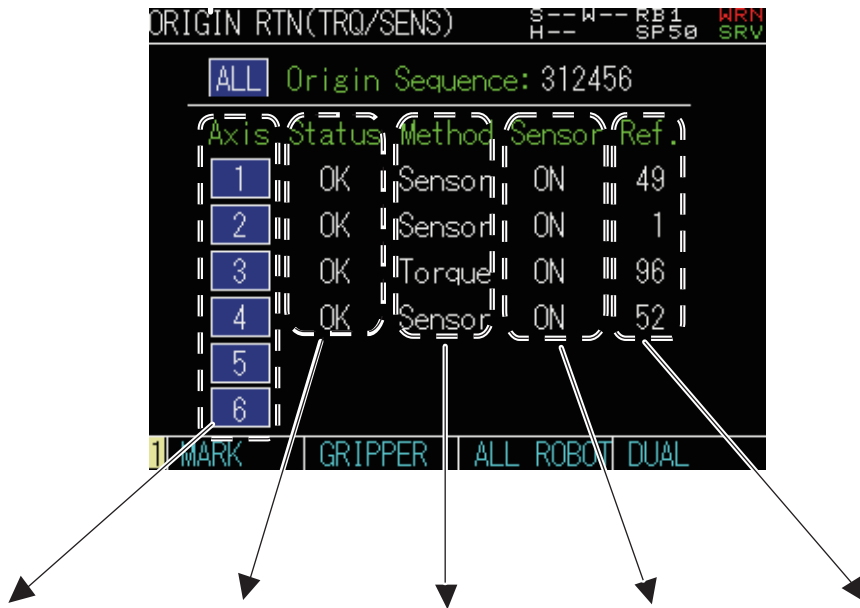 ORIGIN RTN(TRQ/SENS) S--W-- RB1 WRN
H-- SP50 SRV
ALL Origin Sequence: 312456
Axis Status Method Sensor Ref.
1 OK Sensor ON 49
2 OK Sensor ON 1
3 OK Torque ON 96
4 OK Sensor ON 52
5
6
1 MARK GRIPPER ALL ROBOT DUAL